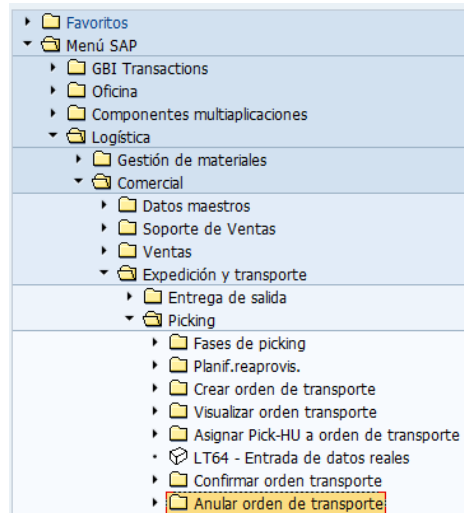 Favoritos
Menú SAP
GBI Transactions
Oficina
Componentes multiaplicaciones
Logística
Gestión de materiales
Comercial
Datos maestros
Soporte de Ventas
Ventas
Expedición y transporte
Entrega de salida
Picking
Fases de picking
Planif.reaprovis.
Crear orden de transporte
Visualizar orden transporte
Asignar Pick-HU a orden de transporte
LT64 - Entrada de datos reales
Confirmar orden transporte
Anular orden de transporte